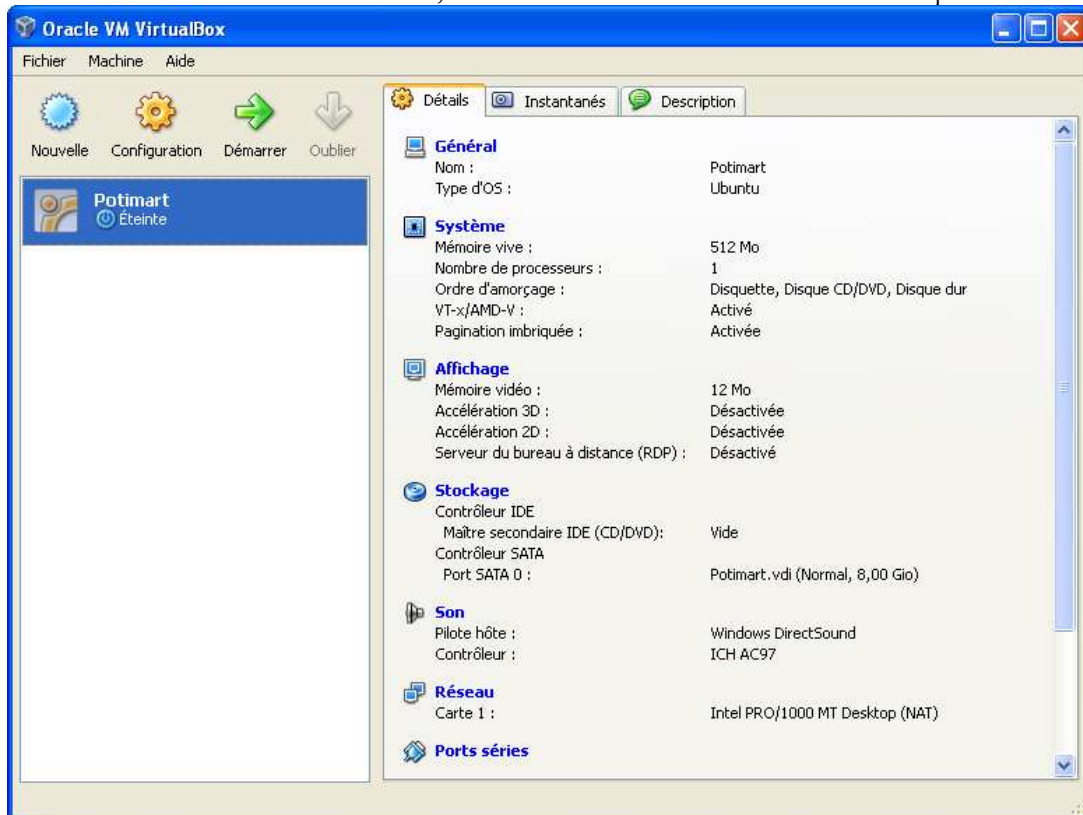 Oracle VM VirtualBox
Fichier Machine Aide
Nouvelle Configuration Démarrer Oublier
Potimart
Éteinte
Détails Instantanés Description
Général
Nom : Potimart
Type d'OS : Ubuntu
Système
Mémoire vive : 512 Mo
Nombre de processeurs : 1
Ordre d'amorçage : Disquette, Disque CD/DVD, Disque dur
VT-x/AMD-V : Activé
Pagination imbriquée : Activée
Affichage
Mémoire vidéo : 12 Mo
Accélération 3D : Désactivée
Accélération 2D : Désactivée
Serveur du bureau à distance (RDP) : Désactivé
Stockage
Contrôleur IDE
Maître secondaire IDE (CD/DVD): Vide
Contrôleur SATA
Port SATA 0 : Potimart.vdi (Normal, 8,00 Gio)
Son
Pilote hôte : Windows DirectSound
Contrôleur : ICH AC97
Réseau
Carte 1 : Intel PRO/1000 MT Desktop (NAT)
Ports séries